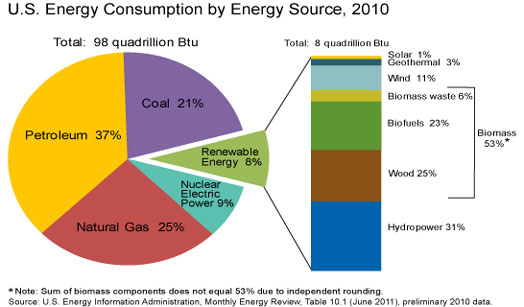 U.S. Energy Consumption by Energy Source, 2010
Total: 98 quadrillion Btu
Total: 8 quadrillion Btu
Coal 21%
Petroleum 37%
Renewable
Energy 8%
Nuclear
Electric
Power 9%
Natural Gas 25%
Solar 1%
Geothermal 3%
Wind 11%
Biomass waste 6%
Biofuels 23%
Biomass
53%*
Wood 25%
Hydropower 31%
*Note: Sum of biomass components does not equal 53% due to independent rounding.
Source: U.S. Energy Information Administration, Monthly Energy Review, Table 10.1 (June 2011), preliminary 2010 data.